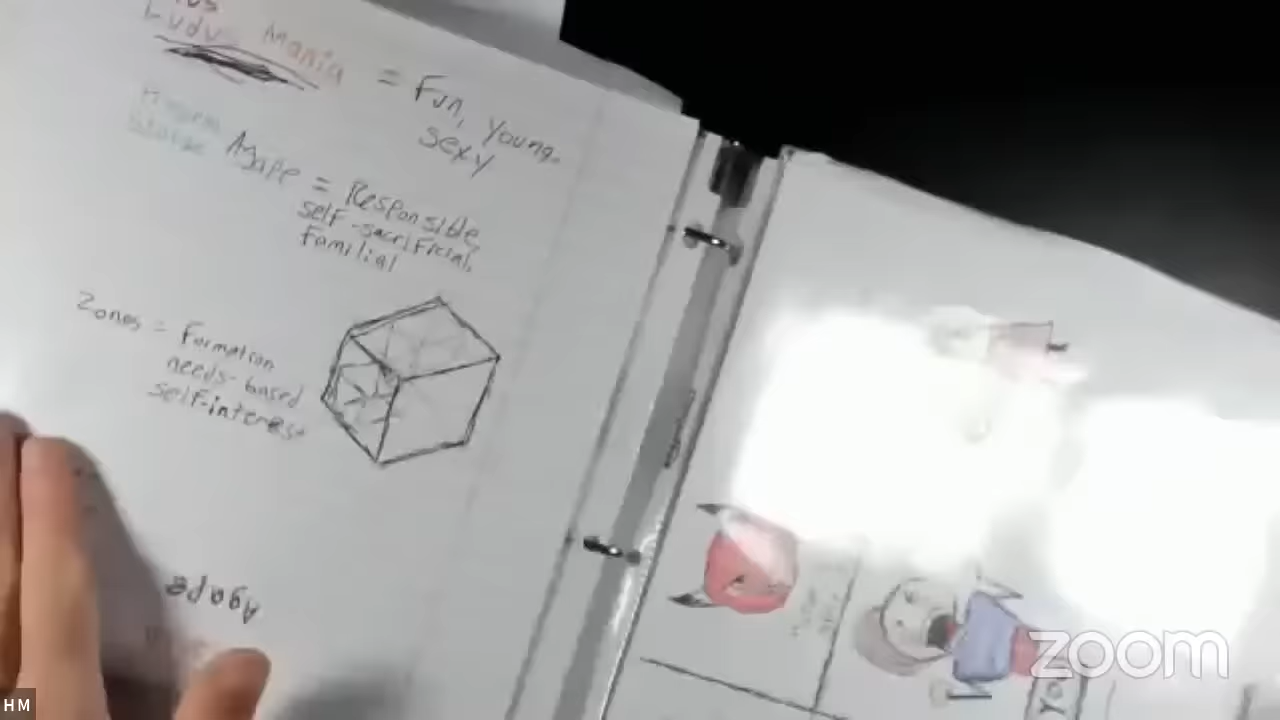 Ludus Mania = Fun, Young,
sexy
Agape = Responsible,
self-sacrificial,
familial
Zones = Formation
needs-based
self-interest
Agape
You
zoom
HM